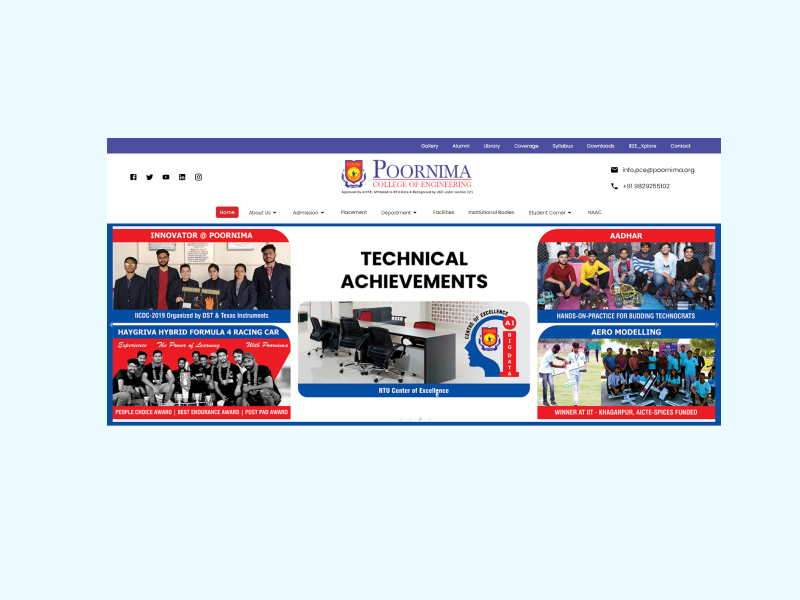 Gallery Alumni Library Coverage Syllabus Downloads IEEE_Xplore Contact
POORNIMA
COLLEGE OF ENGINEERING
Approved by AICTE, Affiliated to RTU Kota & Recognized by UGC under section 2(f)
info.pce@poornima.org
+91 9829255102
Home About Us Admission Placement Department Facilities Institutional Bodies Student Corner NAAC
INNOVATOR @ POORNIMA
IICDC-2019 Organized by DST & Texas Instruments
HAYGRIVA HYBRID FORMULA 4 RACING CAR
Experience The Power of Learning With Poornima
PEOPLE CHOICE AWARD | BEST ENDURANCE AWARD | POST PAD AWARD
TECHNICAL
ACHIEVEMENTS
CENTRE OF EXCELLENCE
AI
BIG DATA
RTU Center of Excellence
AADHAR
HANDS-ON-PRACTICE FOR BUDDING TECHNOCRATS
AERO MODELLING
WINNER AT IIT - KHAGARPUR, AICTE-SPICES FUNDED